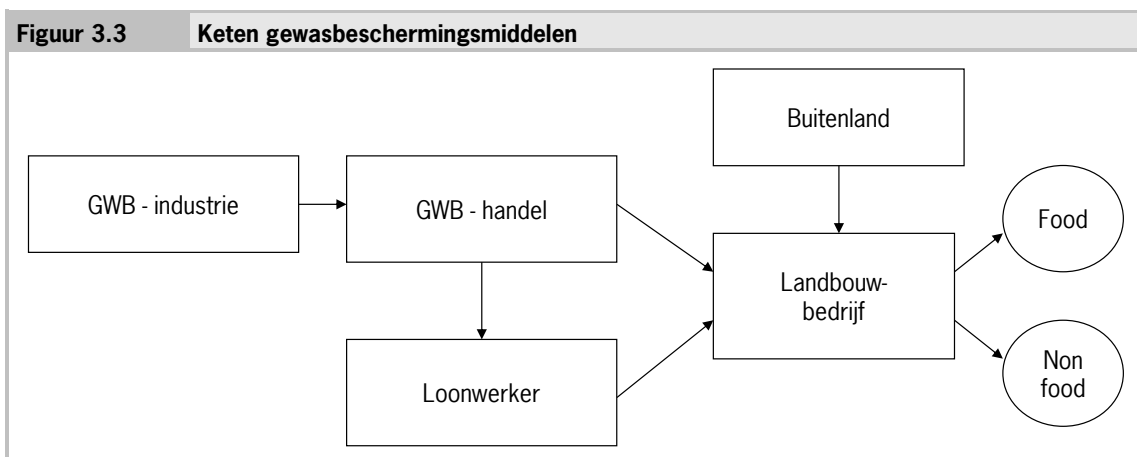 Figuur 3.3 Keten gewasbeschermingsmiddelen
Buitenland
GWB - industrie
GWB - handel
Food
Landbouw-
bedrijf
Loonwerker
Non
food